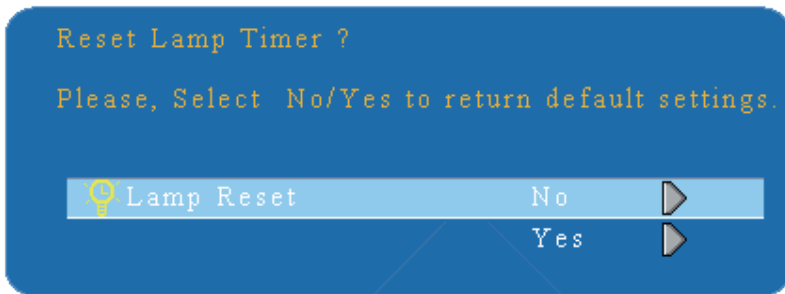 Reset Lamp Timer ?
Please, Select No/Yes to return default settings.
Lamp Reset No
Yes